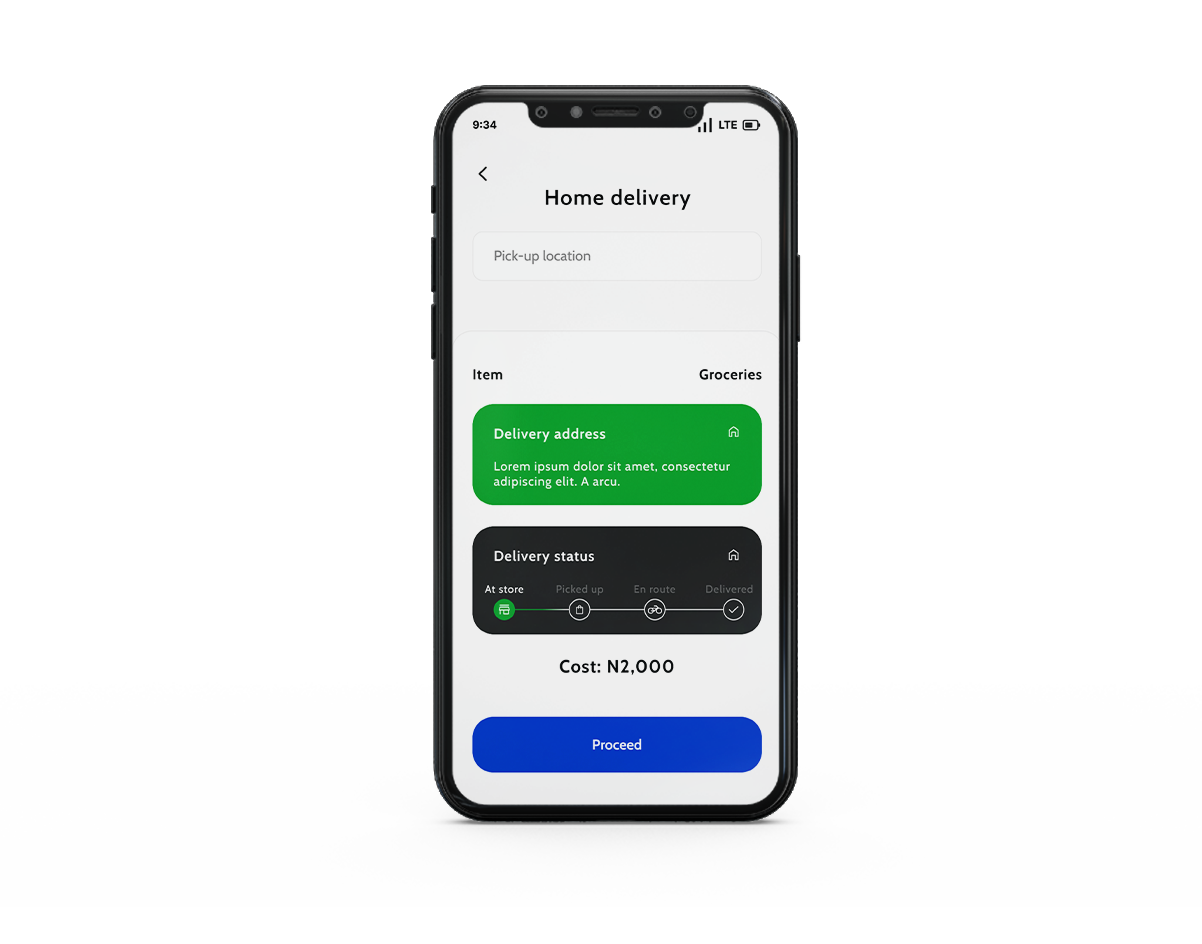 9:34
LTE
Home delivery
Pick-up location
Item
Groceries
Delivery address
Lorem ipsum dolor sit amet, consectetur
adipiscing elit. A arcu.
Delivery status
At store
Picked up
En route
Delivered
Cost: N2,000
Proceed